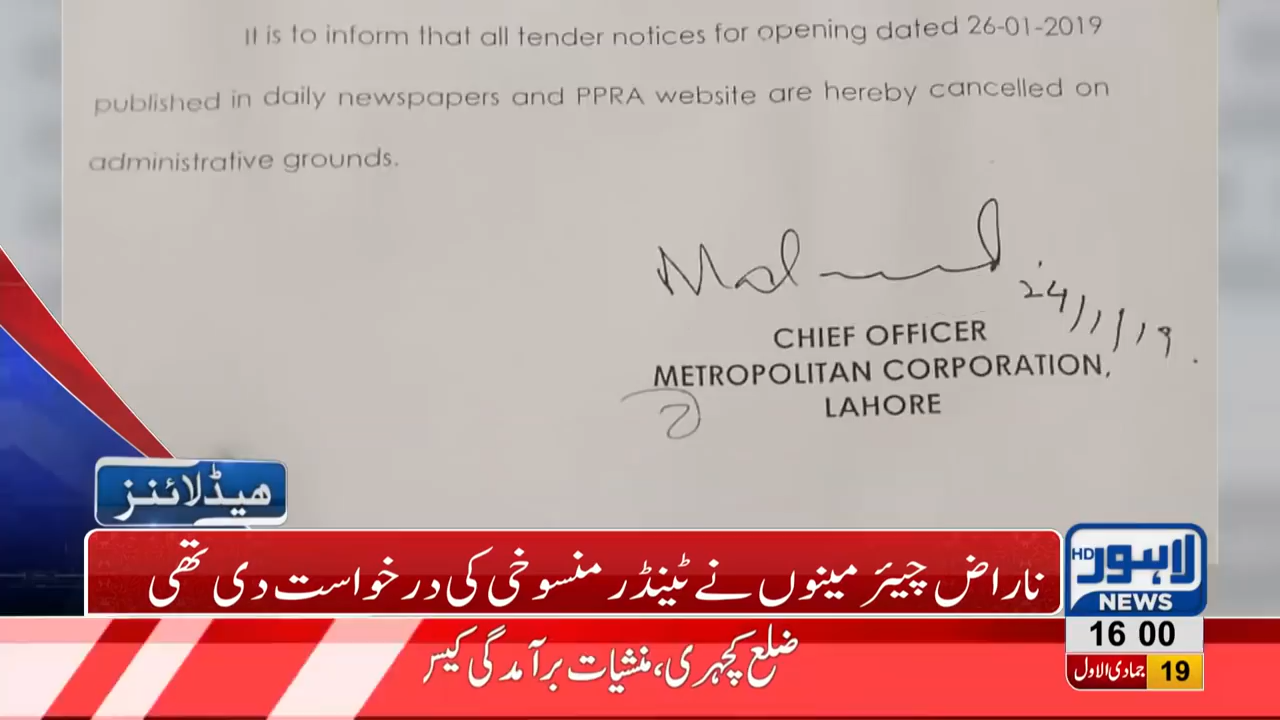 It is to inform that all tender notices for opening dated 26-01-2019
published in daily newspapers and PPRA website are hereby cancelled on
administrative grounds.
24/1/19.
CHIEF OFFICER
METROPOLITAN CORPORATION,
LAHORE
ہیڈلائنز
ناراض چیئرمینوں نے ٹینڈر منسوخی کی درخواست دی تھی
لاہور HD
NEWS
16 00
19 جمادی الاول
ضلع کچہری، منشیات برآمدگی کیس